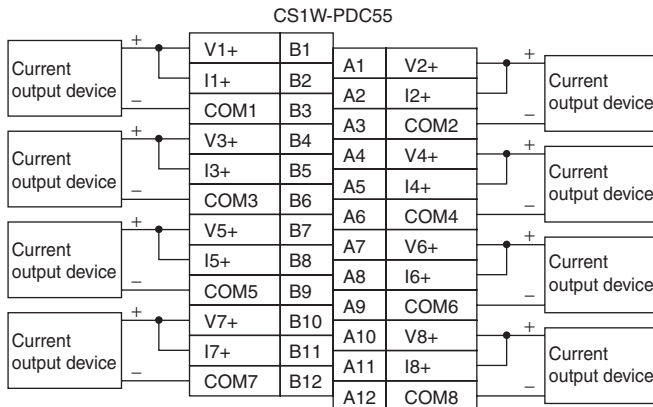 CS1W-PDC55
+ V1+ B1
Current output device
I1+ B2
− COM1 B3
+ V3+ B4
Current output device
I3+ B5
− COM3 B6
+ V5+ B7
Current output device
I5+ B8
− COM5 B9
+ V7+ B10
Current output device
I7+ B11
− COM7 B12
A1 V2+ +
Current output device
A2 I2+
A3 COM2 −
A4 V4+ +
Current output device
A5 I4+
A6 COM4 −
A7 V6+ +
Current output device
A8 I6+
A9 COM6 −
A10 V8+ +
Current output device
A11 I8+
A12 COM8 −